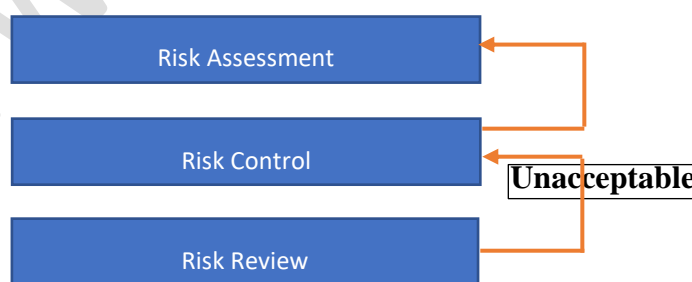 Risk Assessment
Risk Control
Unacceptable
Risk Review